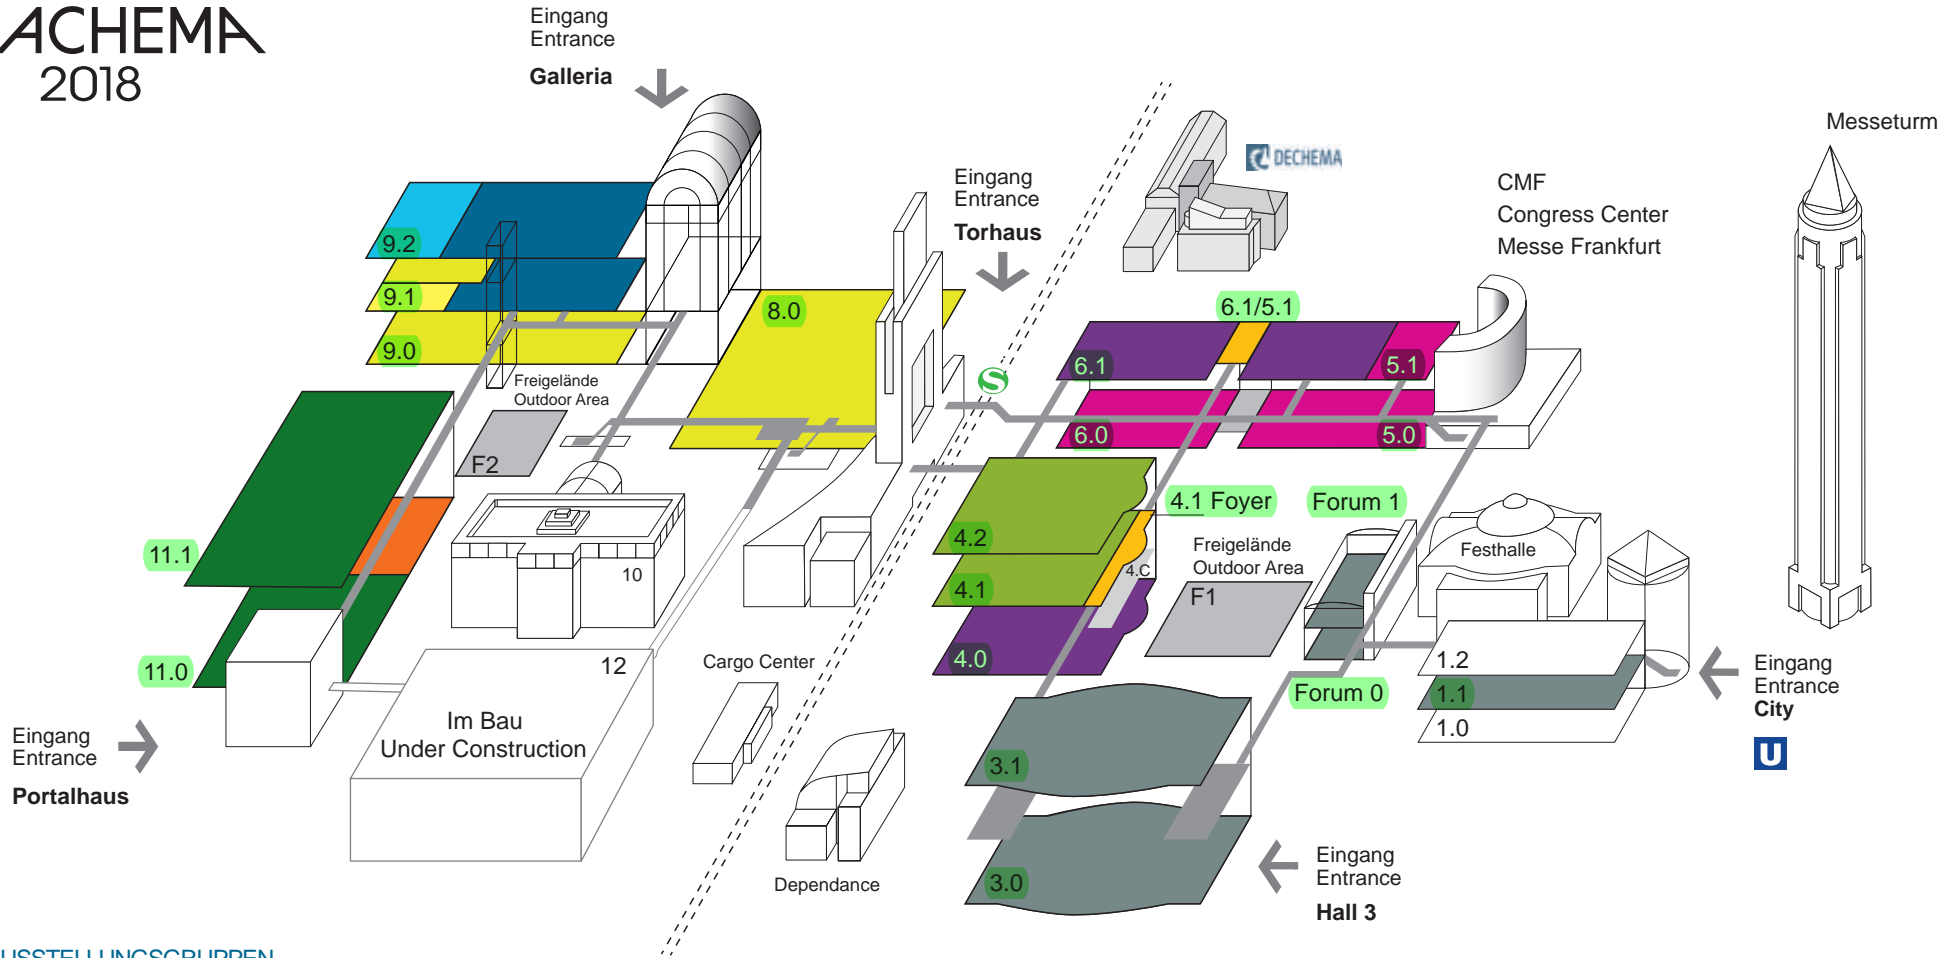 ACHEMA
2018
Eingang
Entrance
Galleria
Messeturm
DECHEMA
Eingang
Entrance
Torhaus
CMF
Congress Center
Messe Frankfurt
9.2
9.1
9.0
8.0
6.1/5.1
6.1
5.1
6.0
5.0
S
Freigelände
Outdoor Area
F2
11.1
11.0
10
12
Im Bau
Under Construction
Cargo Center
Dependance
Eingang
Entrance
Portalhaus
4.2
4.1
4.0
4.1 Foyer
4.C
Freigelände
Outdoor Area
F1
Forum 1
Festhalle
Forum 0
1.2
1.1
1.0
Eingang
Entrance
City
U
3.1
3.0
Eingang
Entrance
Hall 3
USSTELLUNGSGRUPPEN